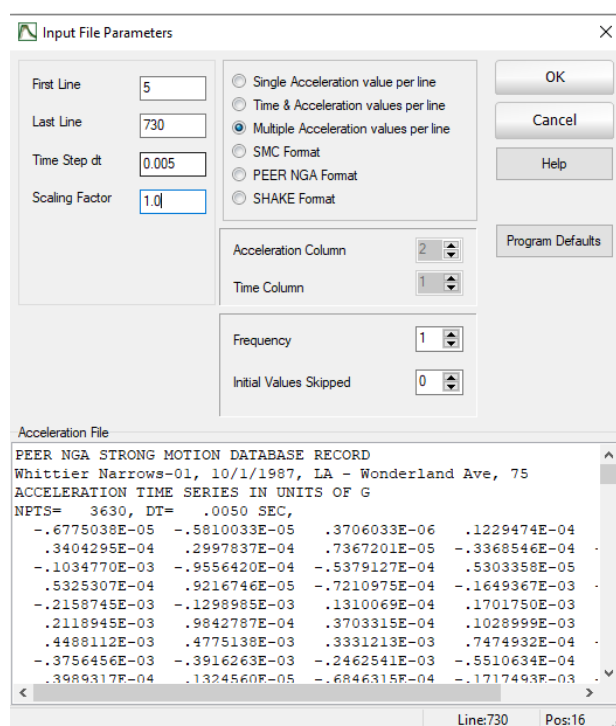 Input File Parameters
First Line 5
Last Line 730
Time Step dt 0.005
Scaling Factor 1.0
Single Acceleration value per line
Time & Acceleration values per line
Multiple Acceleration values per line
SMC Format
PEER NGA Format
SHAKE Format
OK
Cancel
Help
Program Defaults
Acceleration Column 2
Time Column 1
Frequency 1
Initial Values Skipped 0
Acceleration File
PEER NGA STRONG MOTION DATABASE RECORD
Whittier Narrows-01, 10/1/1987, LA - Wonderland Ave, 75
ACCELERATION TIME SERIES IN UNITS OF G
NPTS=   3630, DT=   .0050 SEC,
-.6775038E-05  -.5810033E-05   .3706033E-06   .1229474E-04
.3404295E-04   .2997837E-04   .7367201E-05  -.3368546E-04  -
-.1034770E-03  -.9556420E-04  -.5379127E-04   .5303358E-05
.5325307E-04   .9216746E-05  -.7210975E-04  -.1649367E-03  -
-.2158745E-03  -.1298985E-03   .1310069E-04   .1701750E-03
.2118945E-03   .9842787E-04   .3703315E-04   .1028999E-03
.4488112E-03   .4775138E-03   .3331213E-03   .7474932E-04  -
-.3756456E-03  -.3916263E-03  -.2462541E-03  -.5510634E-04
.3989317E-04   .1324560E-04  -.6846315E-04  -.1717493E-03  -
Line:730 Pos:16